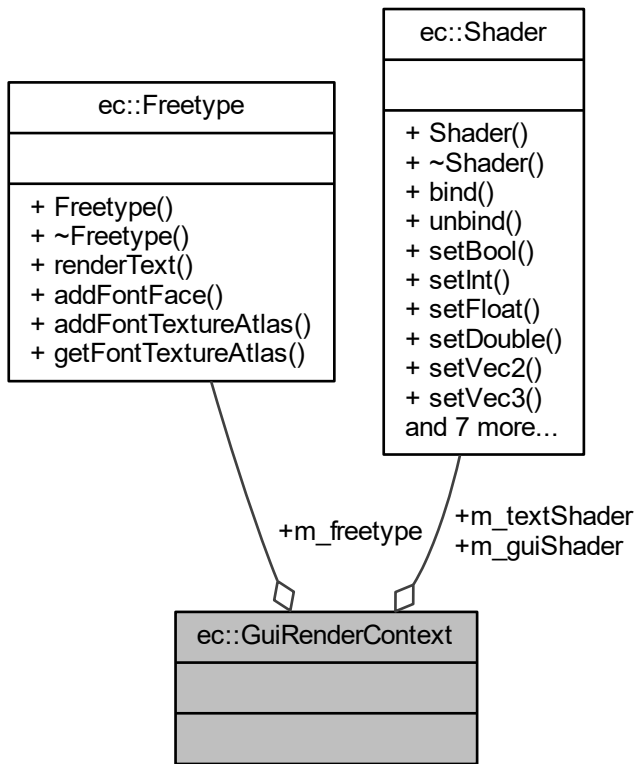 ec::Freetype
+ Freetype()
+ ~Freetype()
+ renderText()
+ addFontFace()
+ addFontTextureAtlas()
+ getFontTextureAtlas()
ec::Shader
+ Shader()
+ ~Shader()
+ bind()
+ unbind()
+ setBool()
+ setInt()
+ setFloat()
+ setDouble()
+ setVec2()
+ setVec3()
and 7 more...
+m_freetype
+m_textShader
+m_guiShader
ec::GuiRenderContext